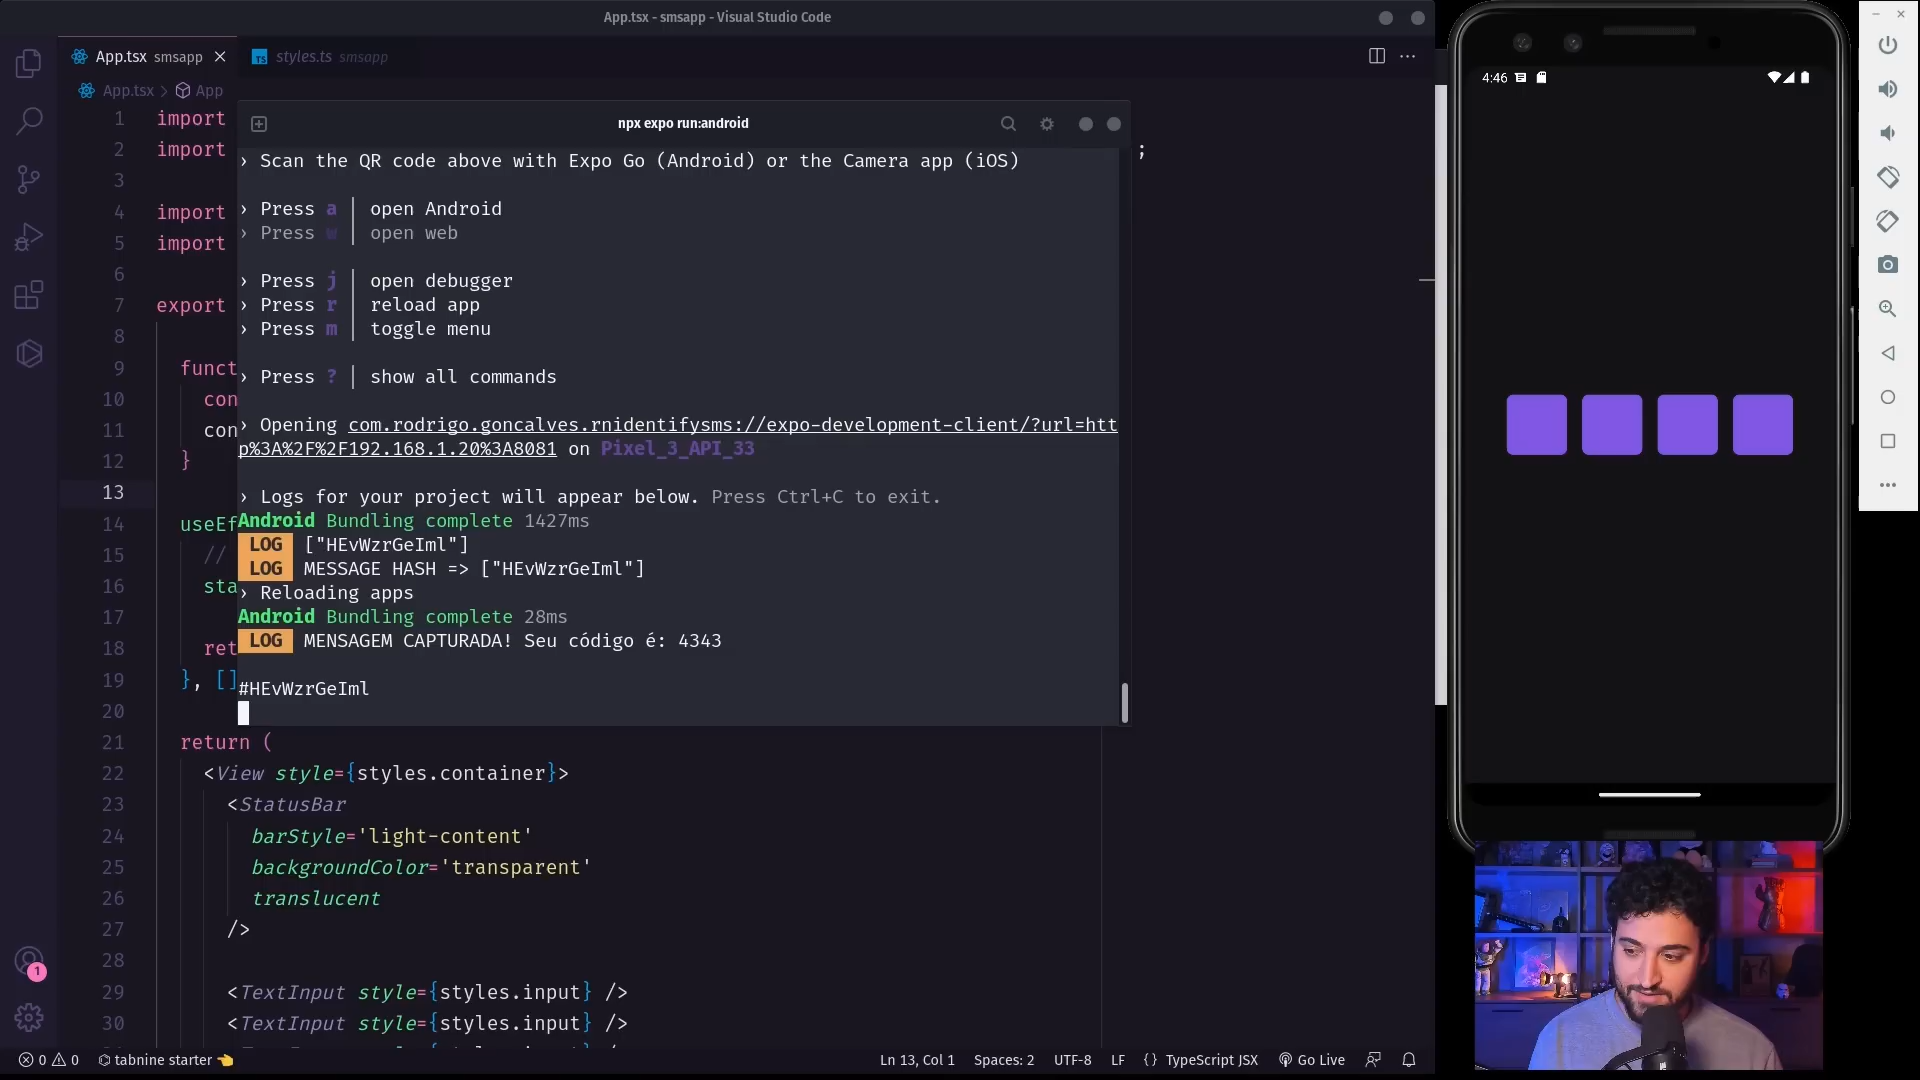 App.tsx - smsapp - Visual Studio Code
App.tsx smsapp
styles.ts smsapp
App.tsx > App
1 import
2 import ;
3
4 import
5 import
6
7 export
8
9 funct
10 con
11 con
12 }
13
14 useEf
15 //
16 sta
17
18 ret
19 }, []
20
21 return (
22 <View style={styles.container}>
23 <StatusBar
24 barStyle='light-content'
25 backgroundColor='transparent'
26 translucent
27 />
28
29 <TextInput style={styles.input} />
30 <TextInput style={styles.input} />
npx expo run:android
› Scan the QR code above with Expo Go (Android) or the Camera app (iOS)
› Press a │ open Android
› Press w │ open web
› Press j │ open debugger
› Press r │ reload app
› Press m │ toggle menu
› Press ? │ show all commands
› Opening com.rodrigo.goncalves.rnidentifysms://expo-development-client/?url=htt
p%3A%2F%2F192.168.1.20%3A8081 on Pixel_3_API_33
› Logs for your project will appear below. Press Ctrl+C to exit.
Android Bundling complete 1427ms
LOG ["HEvWzrGeIml"]
LOG MESSAGE HASH => ["HEvWzrGeIml"]
› Reloading apps
Android Bundling complete 28ms
LOG MENSAGEM CAPTURADA! Seu código é: 4343
#HEvWzrGeIml
4:46
1
0 0 tabnine starter Ln 13, Col 1 Spaces: 2 UTF-8 LF {} TypeScript JSX Go Live